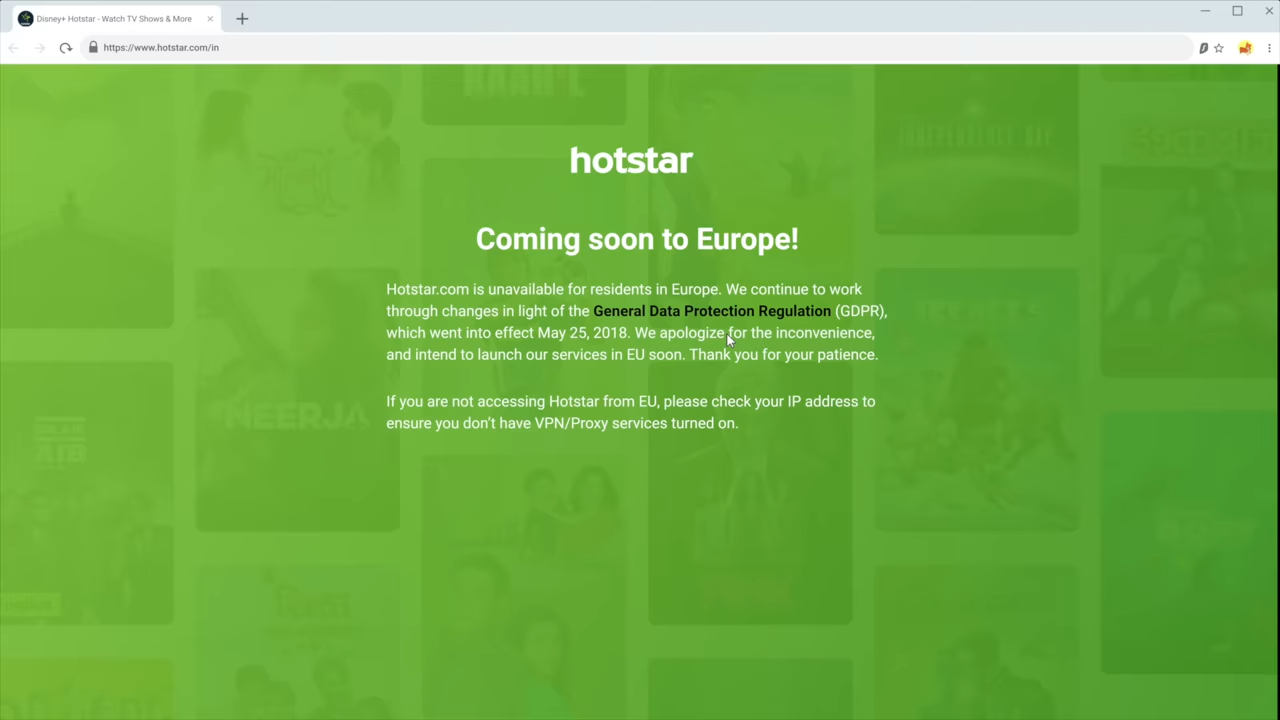 Disney+ Hotstar - Watch TV Shows & More
https://www.hotstar.com/in
hotstar
Coming soon to Europe!
Hotstar.com is unavailable for residents in Europe. We continue to work
through changes in light of the General Data Protection Regulation (GDPR),
which went into effect May 25, 2018. We apologize for the inconvenience,
and intend to launch our services in EU soon. Thank you for your patience.
If you are not accessing Hotstar from EU, please check your IP address to
ensure you don’t have VPN/Proxy services turned on.
NEERJA